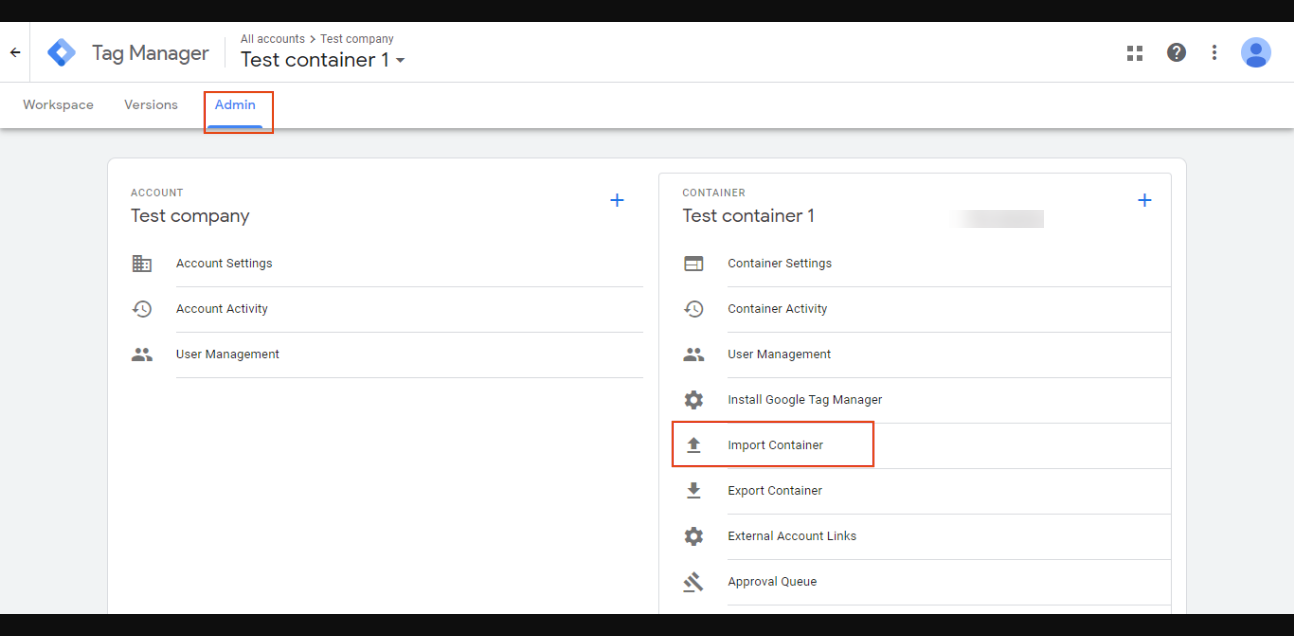 All accounts > Test company
Tag Manager
Test container 1
Workspace
Versions
Admin
ACCOUNT
Test company
Account Settings
Account Activity
User Management
CONTAINER
Test container 1
Container Settings
Container Activity
User Management
Install Google Tag Manager
Import Container
Export Container
External Account Links
Approval Queue